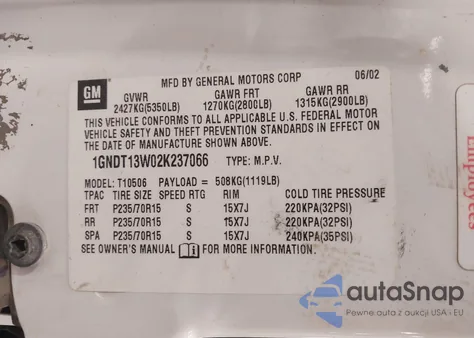 GM
MFD BY GENERAL MOTORS CORP 06/02
GVWR GAWR FRT GAWR RR
2427KG(5350LB) 1270KG(2800LB) 1315KG(2900LB)
THIS VEHICLE CONFORMS TO ALL APPLICABLE U.S. FEDERAL MOTOR
VEHICLE SAFETY AND THEFT PREVENTION STANDARDS IN EFFECT ON
THE DATE OF MANUFACTURE SHOWN ABOVE.
1GNDT13W02K237066 TYPE: M.P.V.
MODEL: T10506 PAYLOAD = 508KG(1119LB)
TPAC TIRE SIZE SPEED RTG RIM COLD TIRE PRESSURE
FRT P235/70R15 S 15X7J 220KPA(32PSI)
RR P235/70R15 S 15X7J 220KPA(32PSI)
SPA P235/70R15 S 15X7J 240KPA(35PSI)
SEE OWNER'S MANUAL FOR MORE INFORMATION
Employees
autaSnap
Pewne auta z aukcji USA i EU